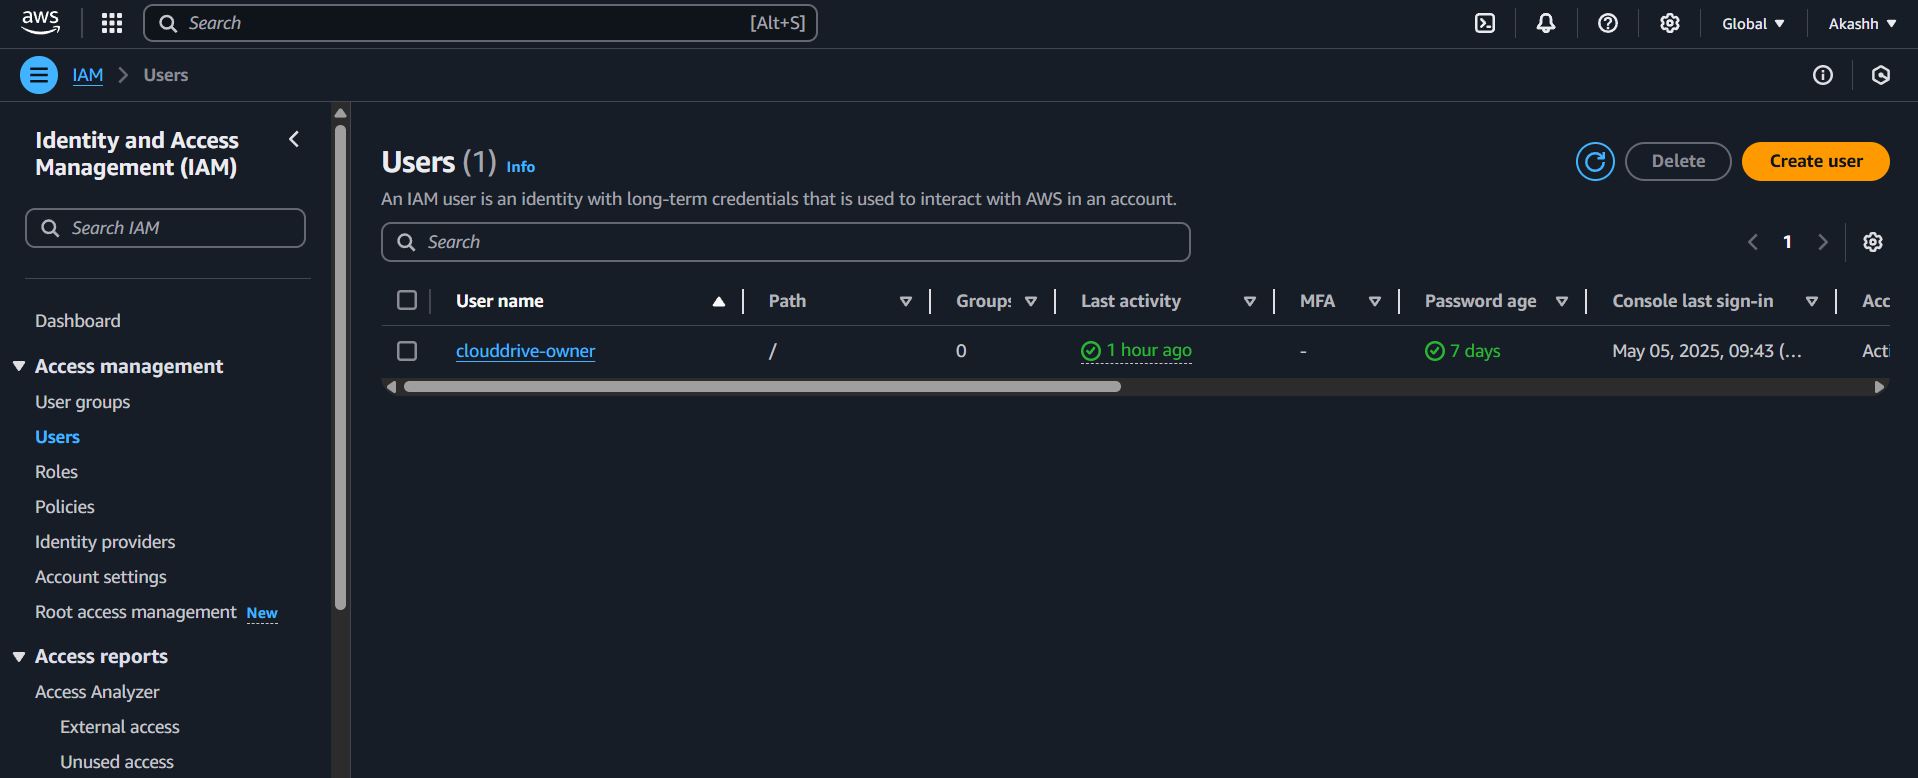 aws
Search [Alt+S]
Global
Akashh
IAM > Users
Identity and Access
Management (IAM)
Search IAM
Dashboard
Access management
User groups
Users
Roles
Policies
Identity providers
Account settings
Root access management New
Access reports
Access Analyzer
External access
Unused access
Users (1) Info
Delete
Create user
An IAM user is an identity with long-term credentials that is used to interact with AWS in an account.
Search
1
User name Path Groups Last activity MFA Password age Console last sign-in Acc
clouddrive-owner / 0 1 hour ago - 7 days May 05, 2025, 09:43 (... Acti